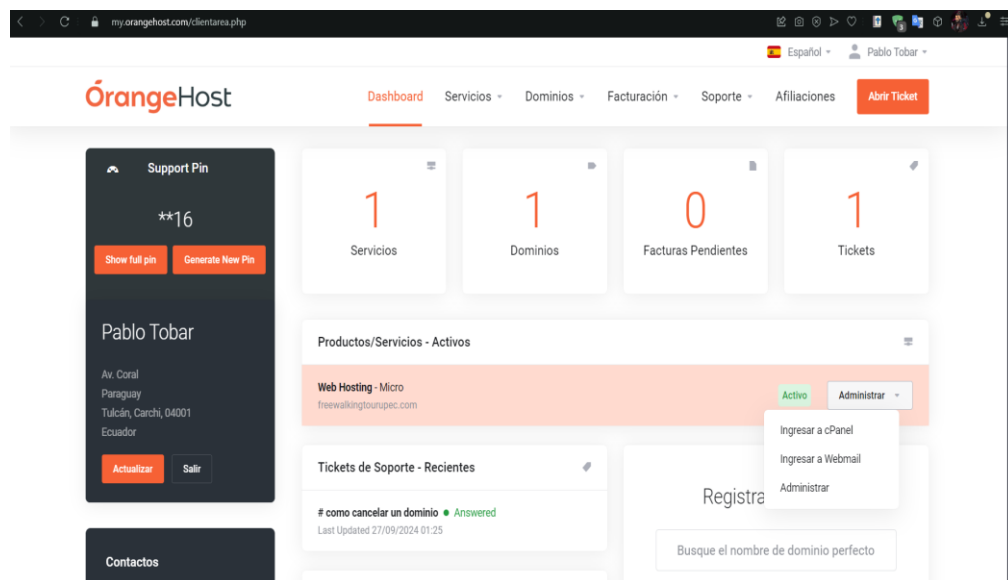 my.orangehost.com/clientarea.php
Español
Pablo Tobar
OrangeHost
Dashboard
Servicios
Dominios
Facturación
Soporte
Afiliaciones
Abrir Ticket
Support Pin
**16
Show full pin
Generate New Pin
Pablo Tobar
Av. Coral
Paraguay
Tulcán, Carchi, 04001
Ecuador
Actualizar
Salir
Contactos
1
Servicios
1
Dominios
0
Facturas Pendientes
1
Tickets
Productos/Servicios - Activos
Web Hosting - Micro
freewalkingtourupec.com
Activo
Administrar
Ingresar a cPanel
Ingresar a Webmail
Administrar
Tickets de Soporte - Recientes
# como cancelar un dominio
Answered
Last Updated 27/09/2024 01:25
Registra
Busque el nombre de dominio perfecto